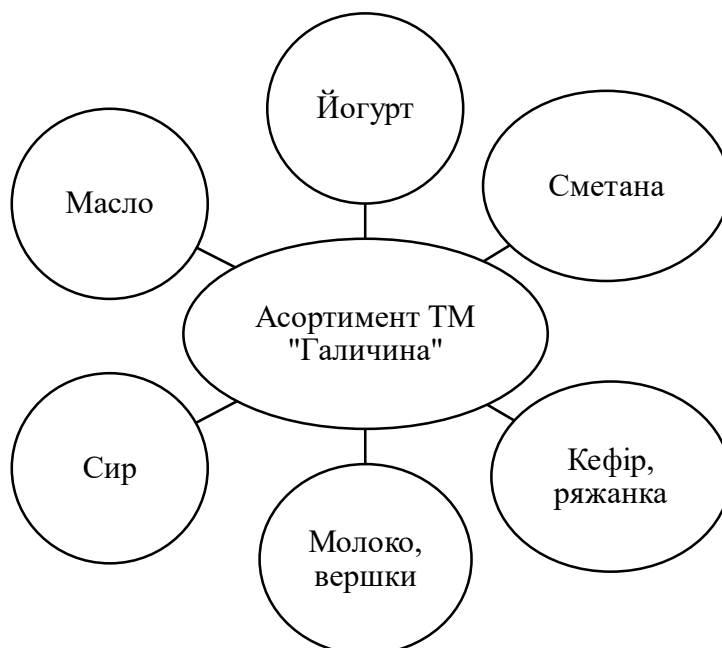 Йогурт
Сметана
Масло
Асортимент ТМ
"Галичина"
Сир
Кефір,
ряжанка
Молоко,
вершки